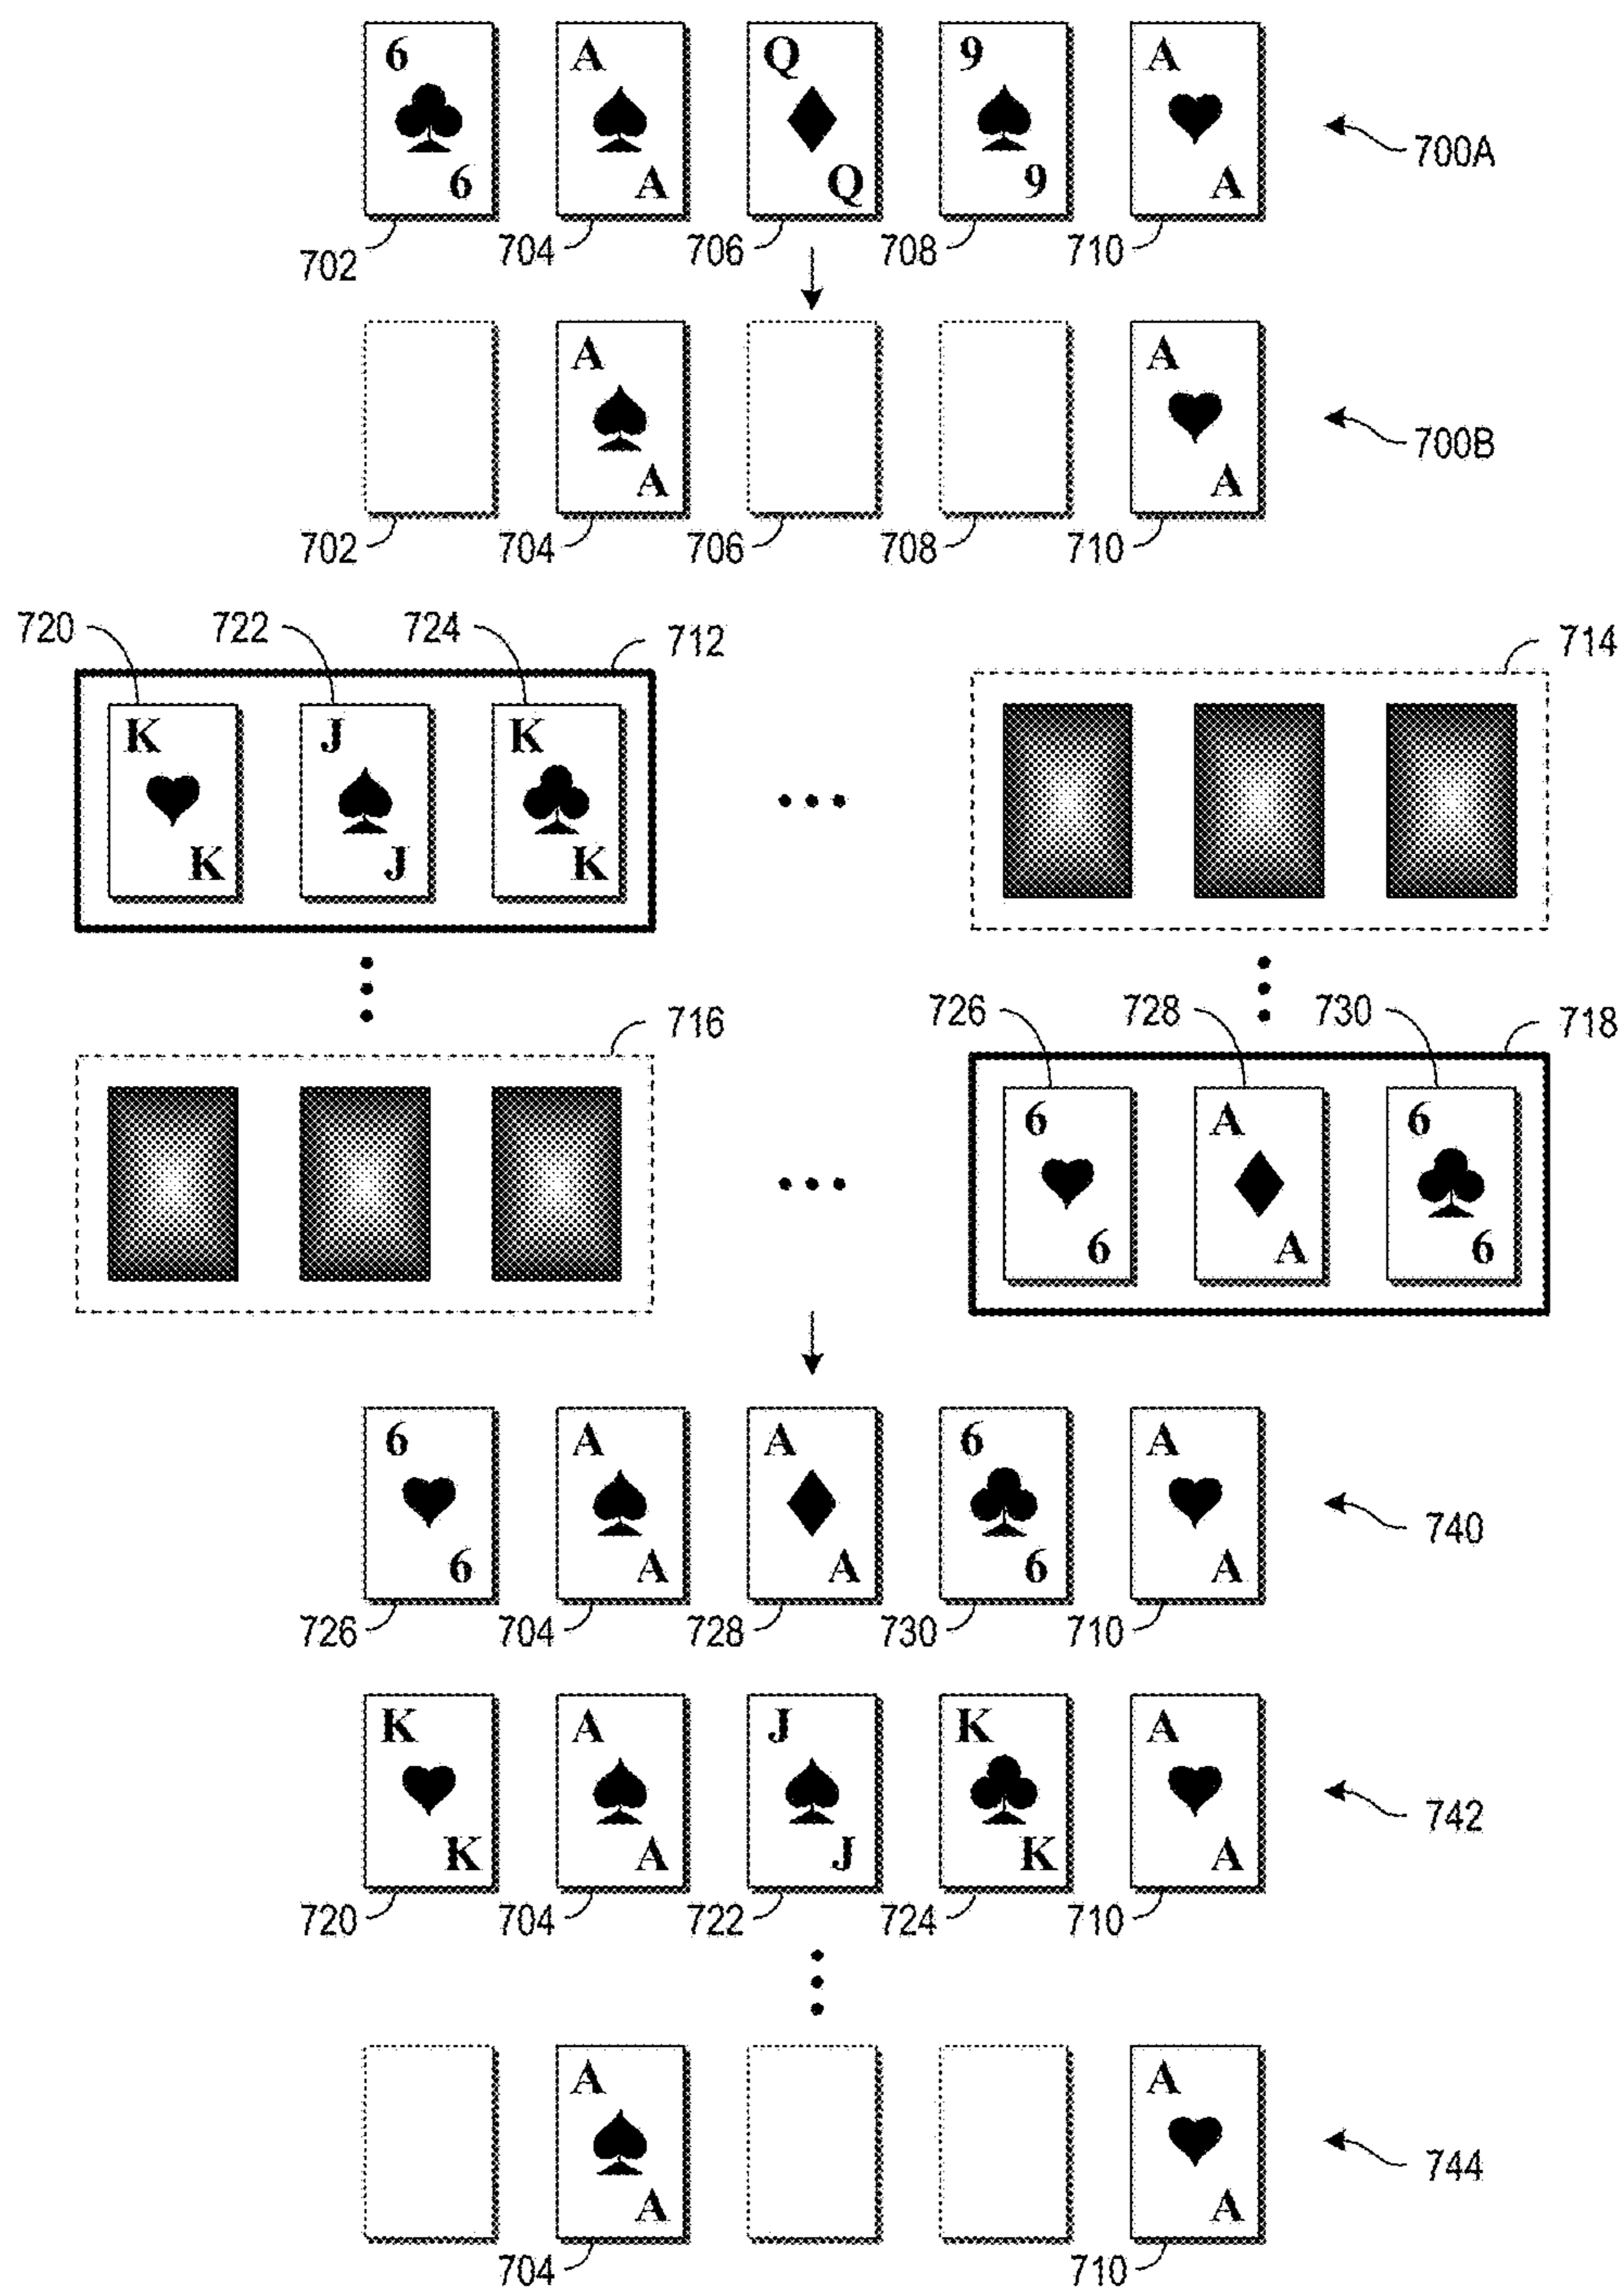 6 A Q 9 A
6 A Q 9 A
700A
702 704 706 708 710
A A
A A
700B
702 704 706 708 710
720 722 724 712 714
K J K
K J K
726 728 730 718
716
6 A 6
6 A 6
6 A A 6 A
6 A A 6 A
740
726 704 728 730 710
K A J K A
K A J K A
742
720 704 722 724 710
A A
A A
744
704 710